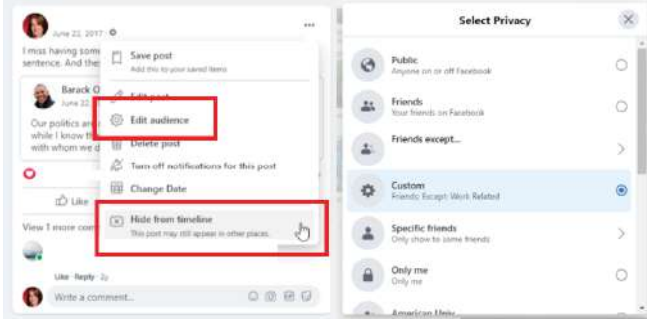 June 22, 2017
I miss having some
sentence. And the
Barack O
June 22,
Our politics are
while I know th
with whom we d
Like
View 1 more com
Like · Reply · 2y
Write a comment...
Save post
Add this to your saved items
Edit post
Edit audience
Delete post
Turn off notifications for this post
Change Date
Hide from timeline
This post may still appear in other places.
Select Privacy
Public
Anyone on or off Facebook
Friends
Your friends on Facebook
Friends except...
Custom
Friends; Except: Work Related
Specific friends
Only show to some friends
Only me
Only me
American Univ